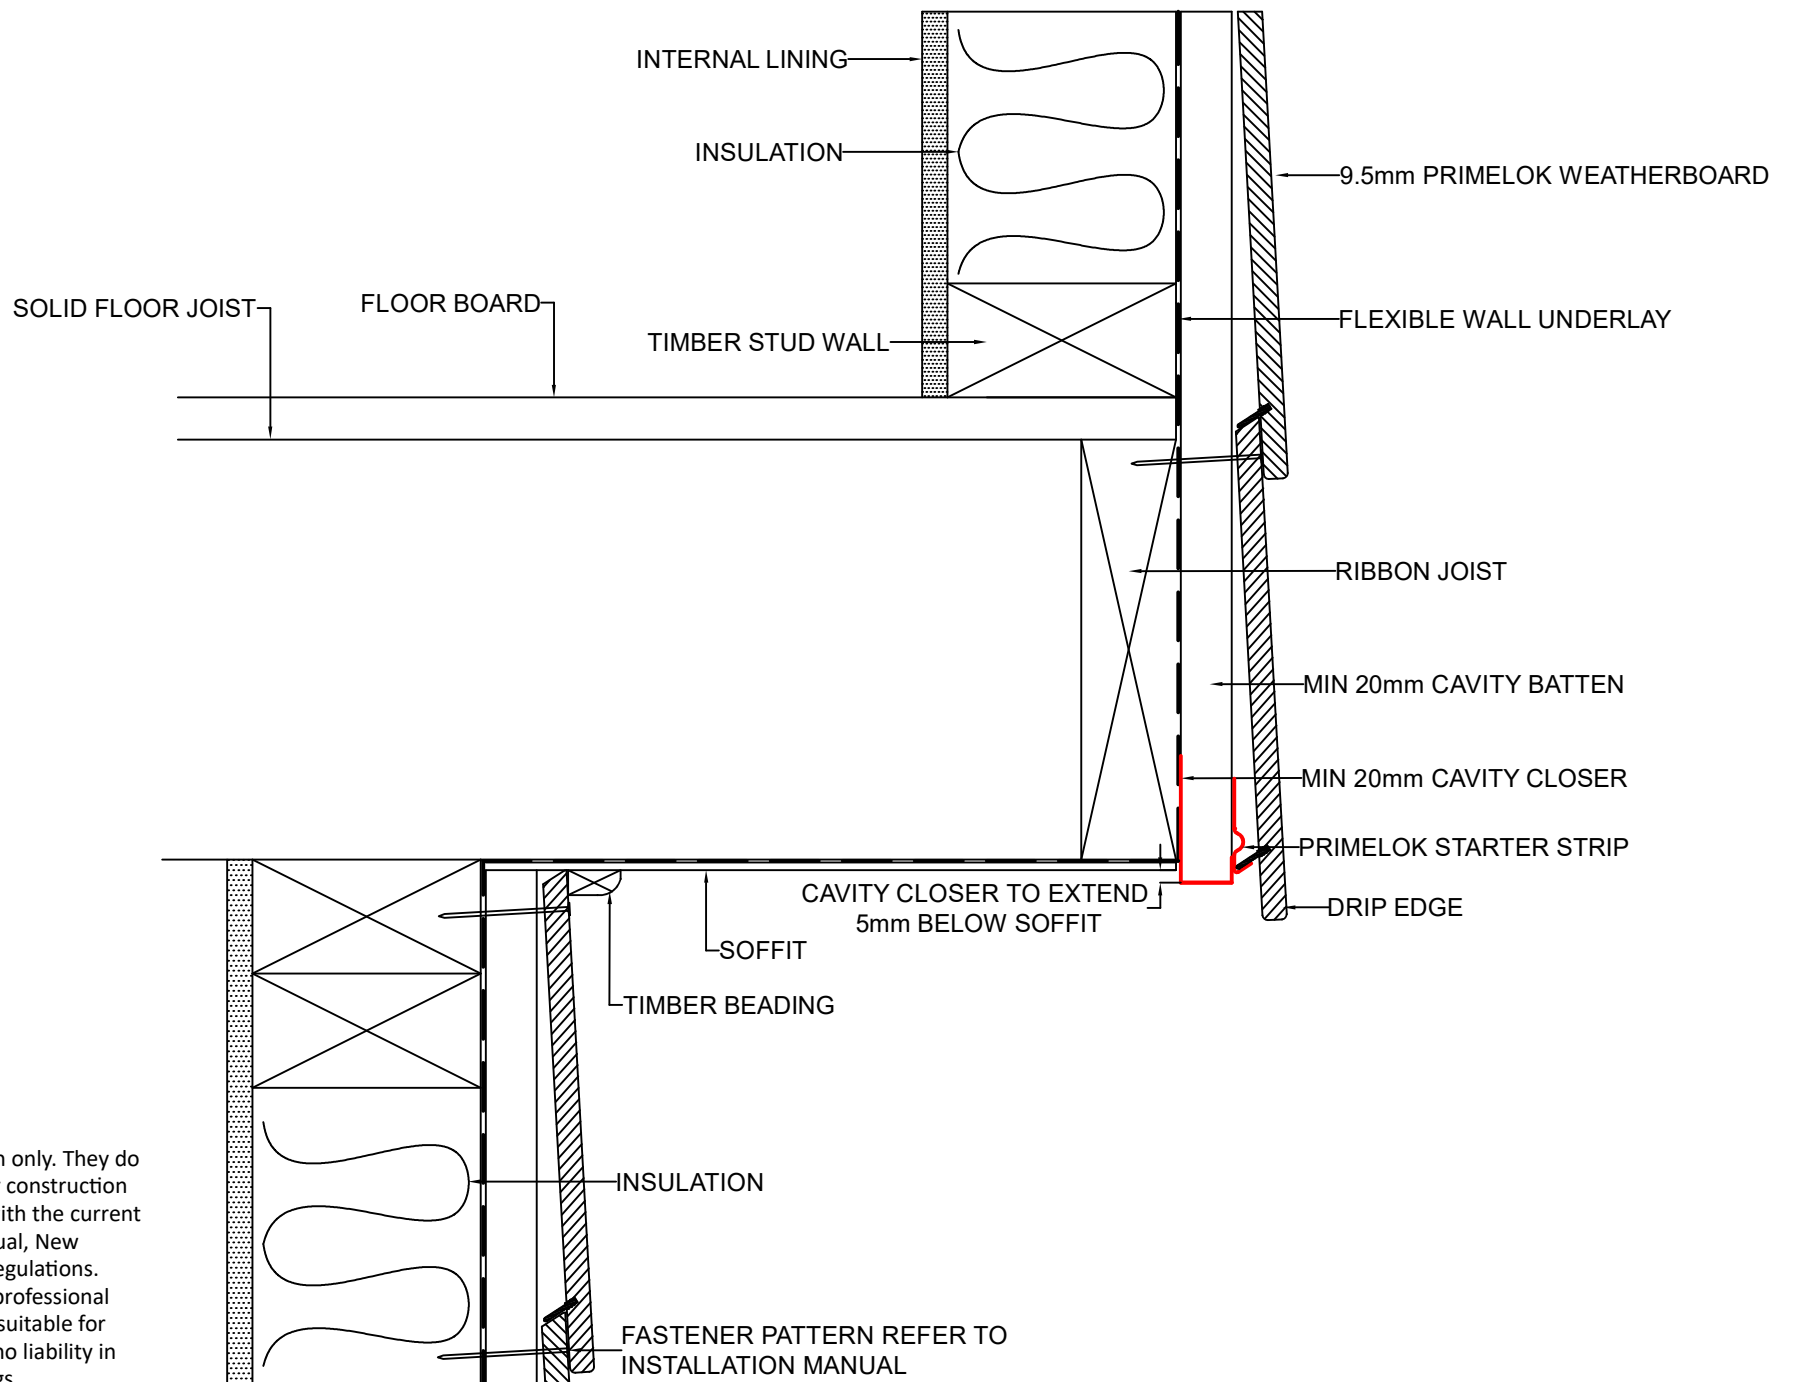 INTERNAL LINING
INSULATION
9.5mm PRIMELOK WEATHERBOARD
SOLID FLOOR JOIST
FLOOR BOARD
TIMBER STUD WALL
FLEXIBLE WALL UNDERLAY
RIBBON JOIST
MIN 20mm CAVITY BATTEN
MIN 20mm CAVITY CLOSER
PRIMELOK STARTER STRIP
CAVITY CLOSER TO EXTEND
5mm BELOW SOFFIT
DRIP EDGE
SOFFIT
TIMBER BEADING
INSULATION
FASTENER PATTERN REFER TO
INSTALLATION MANUAL
only. They do
construction
with the current
New
professional
suitable for
no liability in